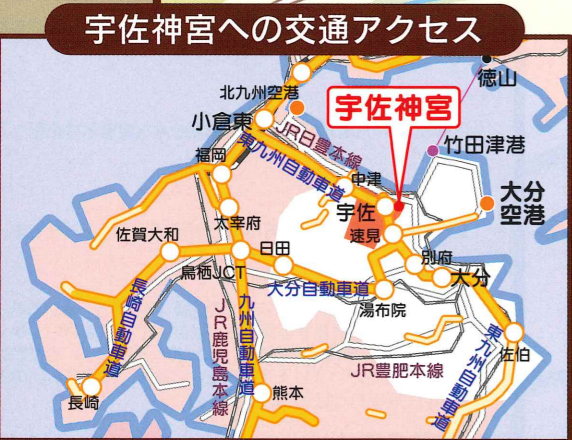 宇佐神宮への交通アクセス
徳山
北九州空港
宇佐神宮
小倉東
JR日豊本線
竹田津港
東九州自動車道
福岡
中津
大分
空港
宇佐
太宰府
速見
佐賀大和
日田
別府
大分
鳥栖JCT
大分自動車道
湯布院
長崎自動車道
九州自動車道
JR鹿児島本線
東九州自動車道
佐伯
JR豊肥本線
長崎
熊本